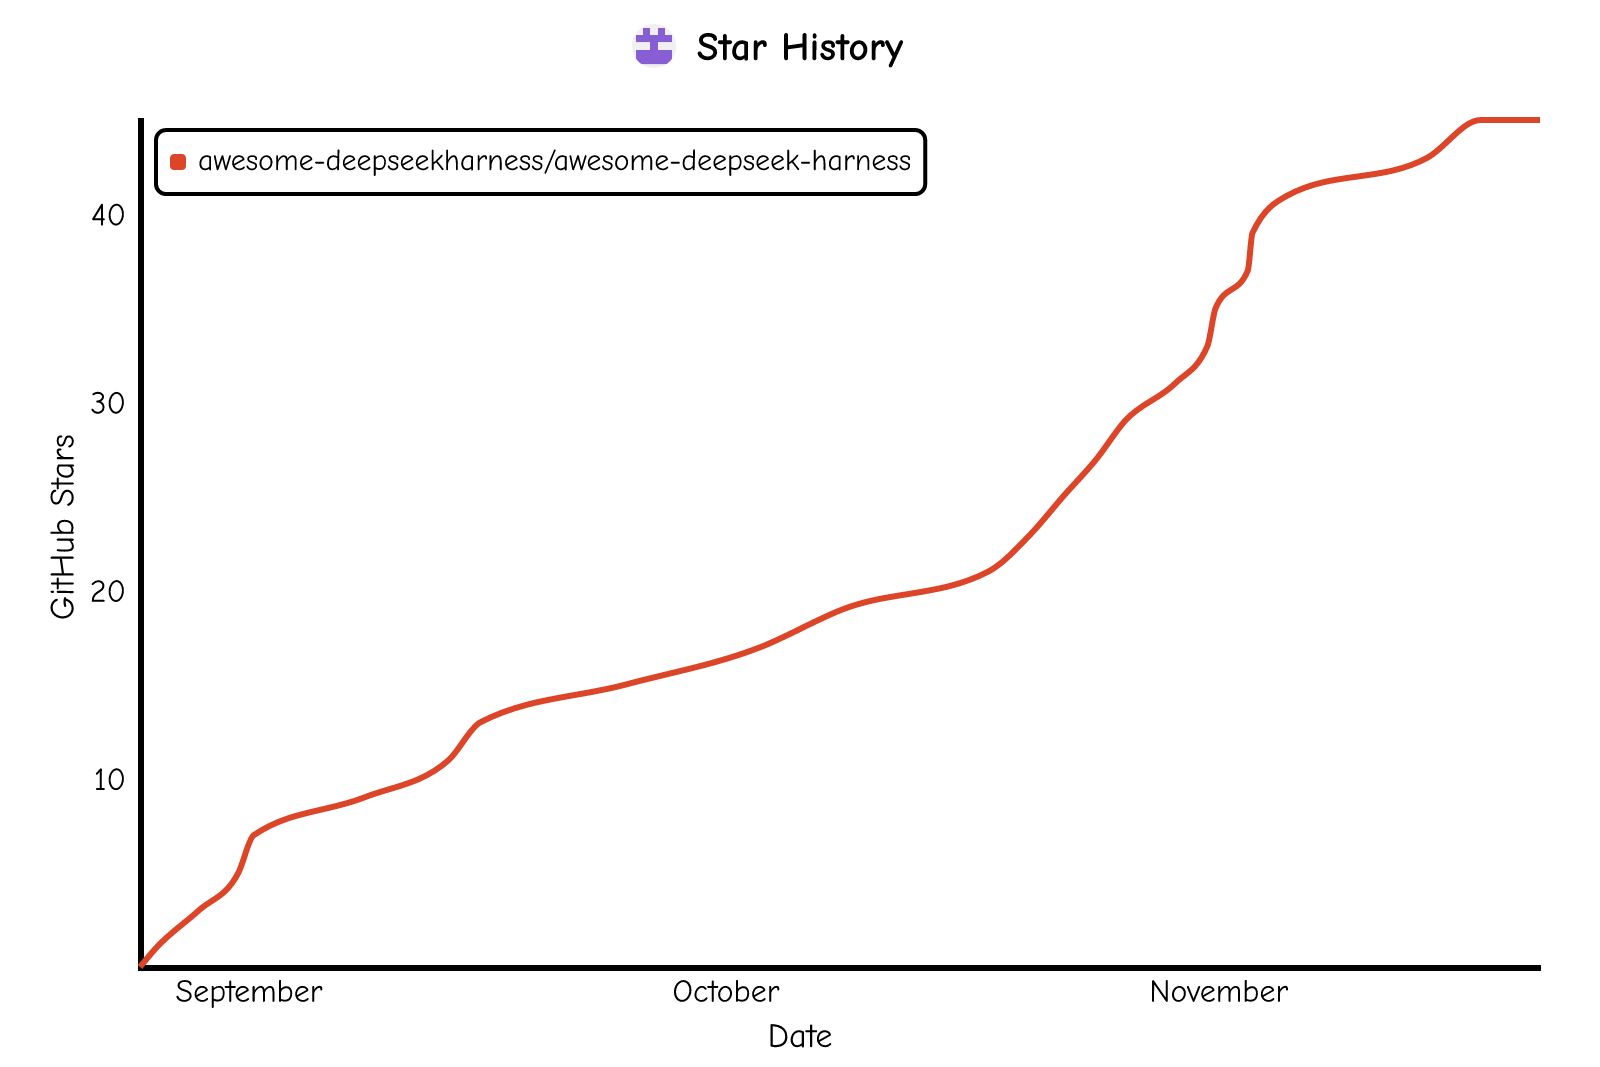 Star History
awesome-deepseekharness/awesome-deepseek-harness
40
30
20
10
GitHub Stars
September
October
November
Date